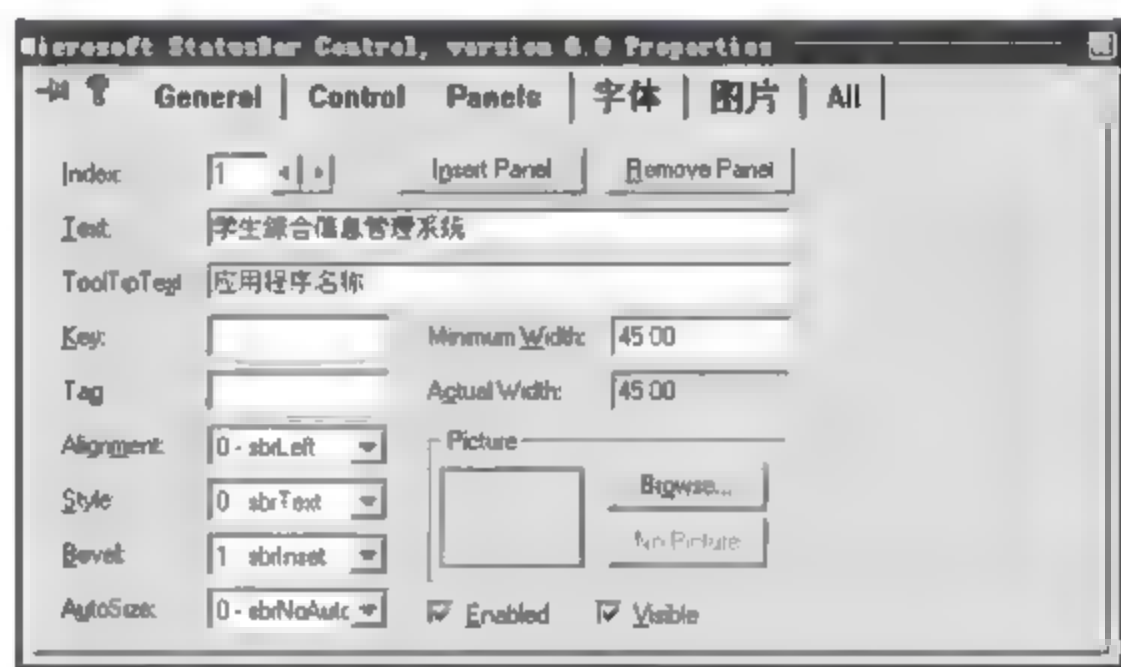 Microsoft StatusBar Control, version 6.0 Properties
General Control Panels 字体 图片 All
Index: 1 Insert Panel Remove Panel
Text: 学生综合信息管理系统
ToolTipText 应用程序名称
Key: Minimum Width: 45.00
Tag Actual Width: 45.00
Alignment: 0 - sbrLeft Picture
Style: 0 sbrText Browse...
Bevel: 1 sbrInset No Picture
AutoSize: 0 - sbrNoAuto Enabled Visible